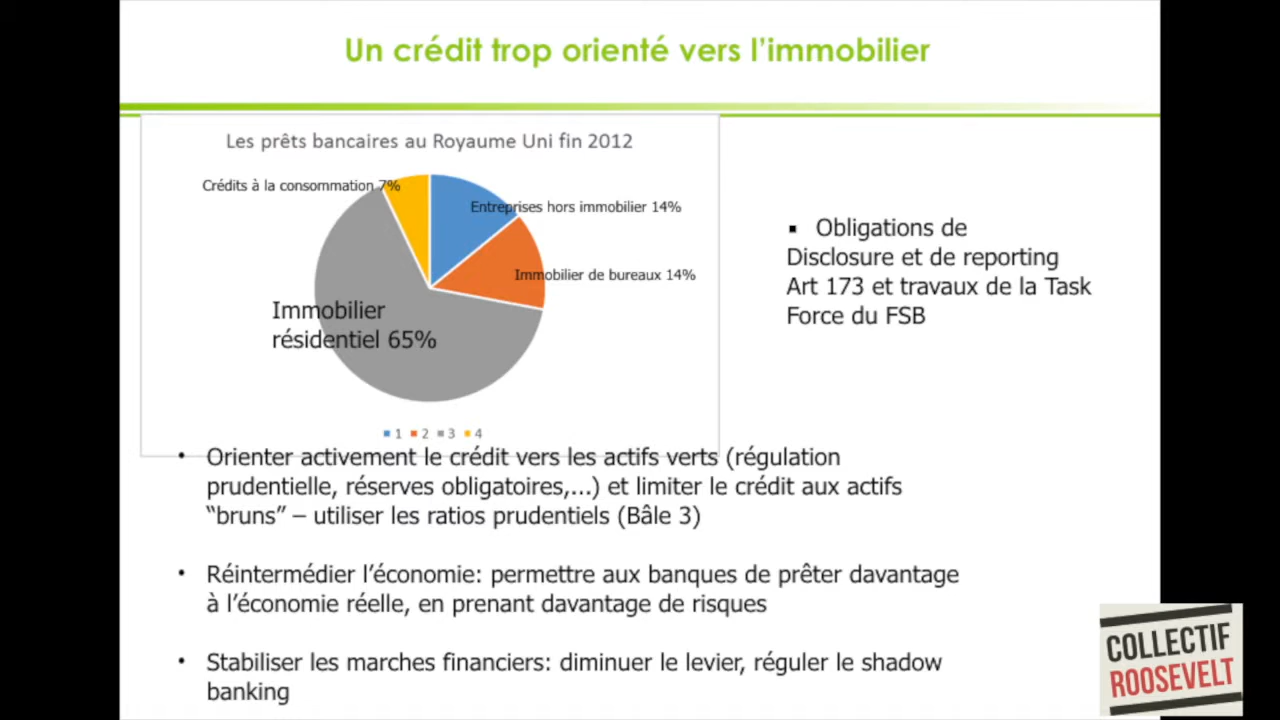 Un crédit trop orienté vers l’immobilier
Les prêts bancaires au Royaume Uni fin 2012
Crédits à la consommation 7%
Entreprises hors immobilier 14%
Immobilier de bureaux 14%
Immobilier
résidentiel 65%
1 2 3 4
▪ Obligations de
Disclosure et de reporting
Art 173 et travaux de la Task
Force du FSB
• Orienter activement le crédit vers les actifs verts (régulation
prudentielle, réserves obligatoires,...) et limiter le crédit aux actifs
“bruns” – utiliser les ratios prudentiels (Bâle 3)
• Réintermédier l’économie: permettre aux banques de prêter davantage
à l’économie réelle, en prenant davantage de risques
• Stabiliser les marches financiers: diminuer le levier, réguler le shadow
banking
COLLECTIF
ROOSEVELT